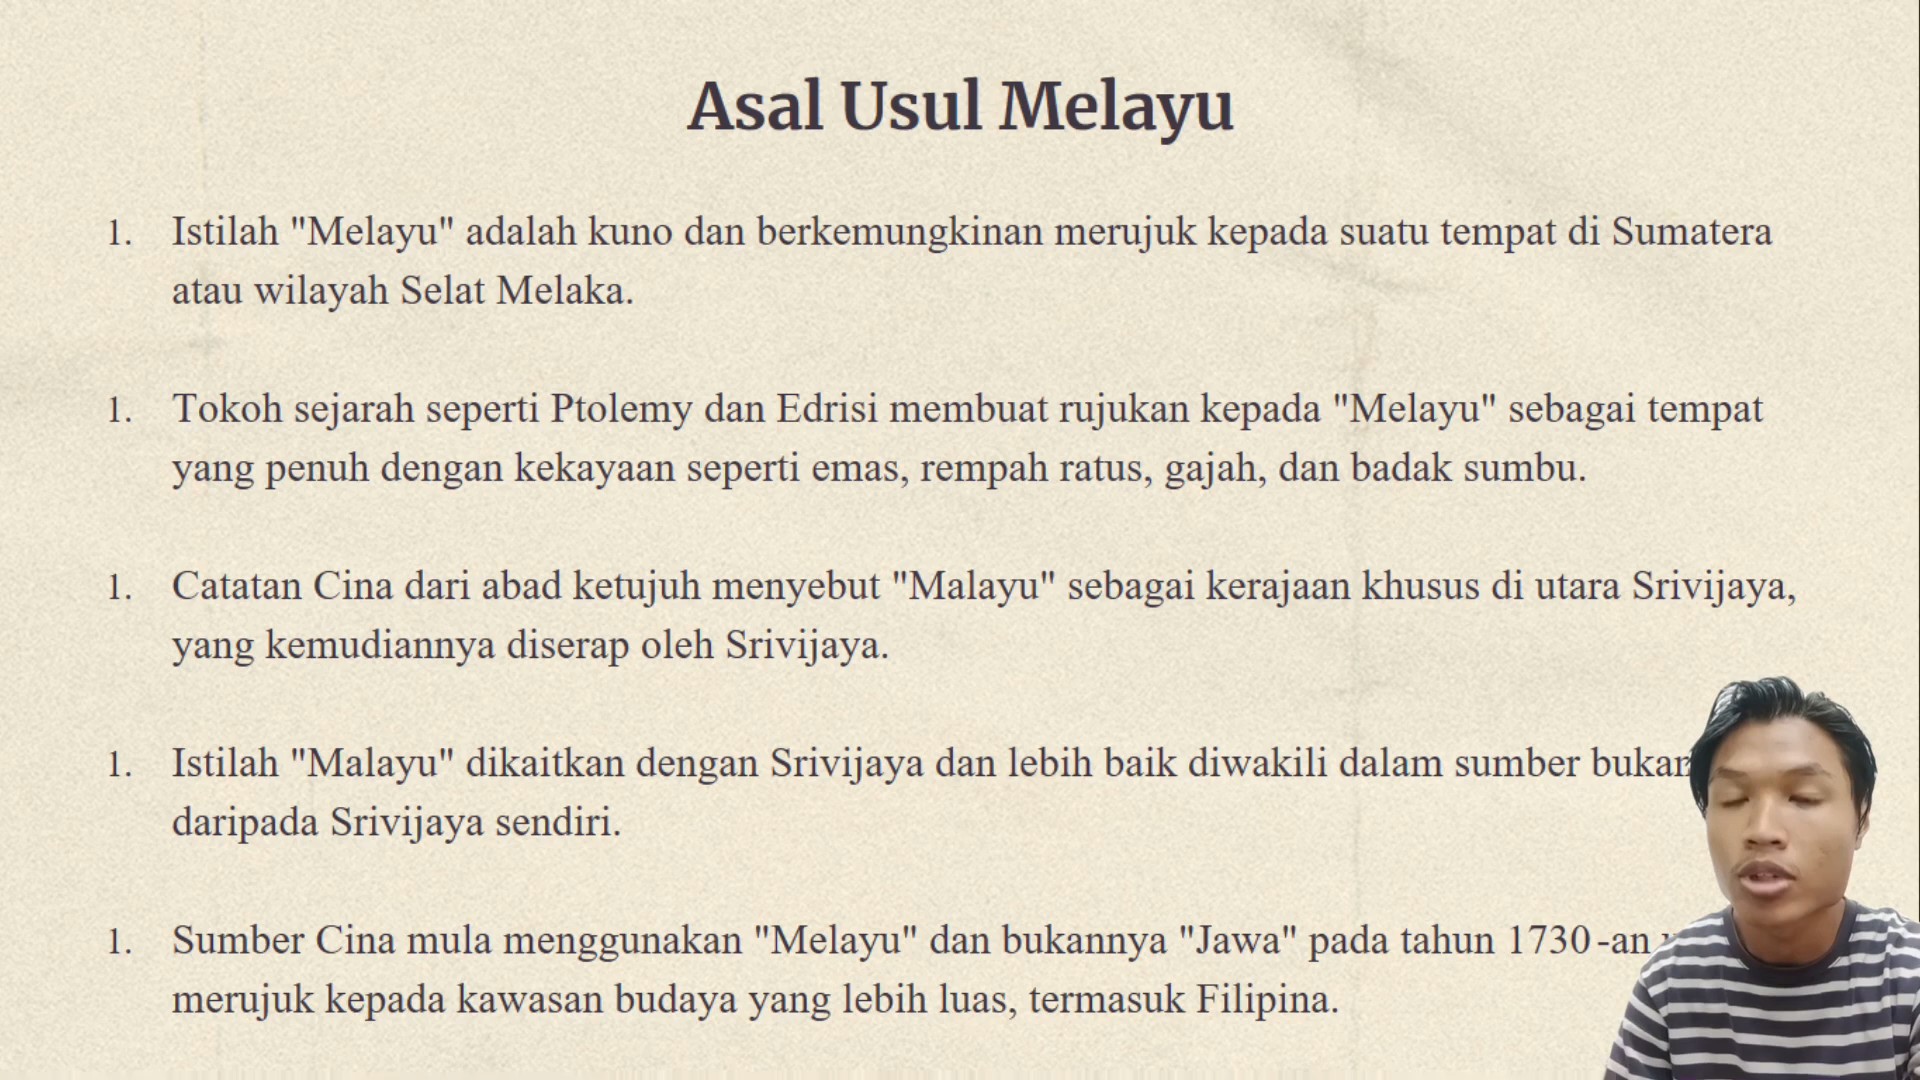 Asal Usul Melayu
1. Istilah "Melayu" adalah kuno dan berkemungkinan merujuk kepada suatu tempat di Sumatera
atau wilayah Selat Melaka.
1. Tokoh sejarah seperti Ptolemy dan Edrisi membuat rujukan kepada "Melayu" sebagai tempat
yang penuh dengan kekayaan seperti emas, rempah ratus, gajah, dan badak sumbu.
1. Catatan Cina dari abad ketujuh menyebut "Malayu" sebagai kerajaan khusus di utara Srivijaya,
yang kemudiannya diserap oleh Srivijaya.
1. Istilah "Malayu" dikaitkan dengan Srivijaya dan lebih baik diwakili dalam sumber bukan
daripada Srivijaya sendiri.
1. Sumber Cina mula menggunakan "Melayu" dan bukannya "Jawa" pada tahun 1730-an
merujuk kepada kawasan budaya yang lebih luas, termasuk Filipina.